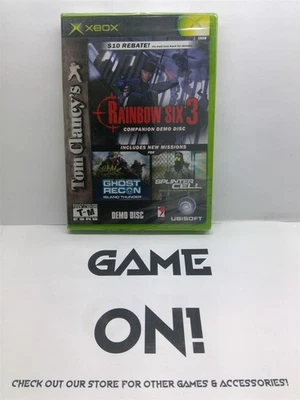 XBOX
$10 REBATE!
Tom Clancy's
RAINBOW SIX 3
COMPANION DEMO DISC
INCLUDES NEW MISSIONS
FOR
GHOST
RECON
ISLAND THUNDER
SPLINTER
CELL
T-M
DEMO DISC
UBISOFT
GAME
ON!
CHECK OUT OUR STORE FOR OTHER GAMES & ACCESSORIES!